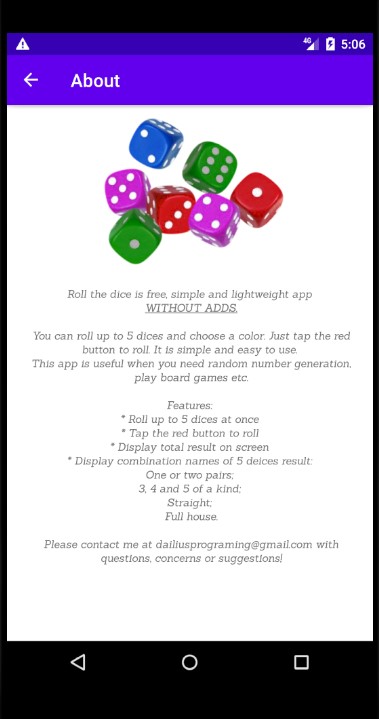 4G 5:06
About
Roll the dice is free, simple and lightweight app
WITHOUT ADDS.
You can roll up to 5 dices and choose a color. Just tap the red
button to roll. It is simple and easy to use.
This app is useful when you need random number generation,
play board games etc.
Features:
* Roll up to 5 dices at once
* Tap the red button to roll
* Display total result on screen
* Display combination names of 5 deices result:
One or two pairs;
3, 4 and 5 of a kind;
Straight;
Full house.
Please contact me at dailiusprograming@gmail.com with
questions, concerns or suggestions!